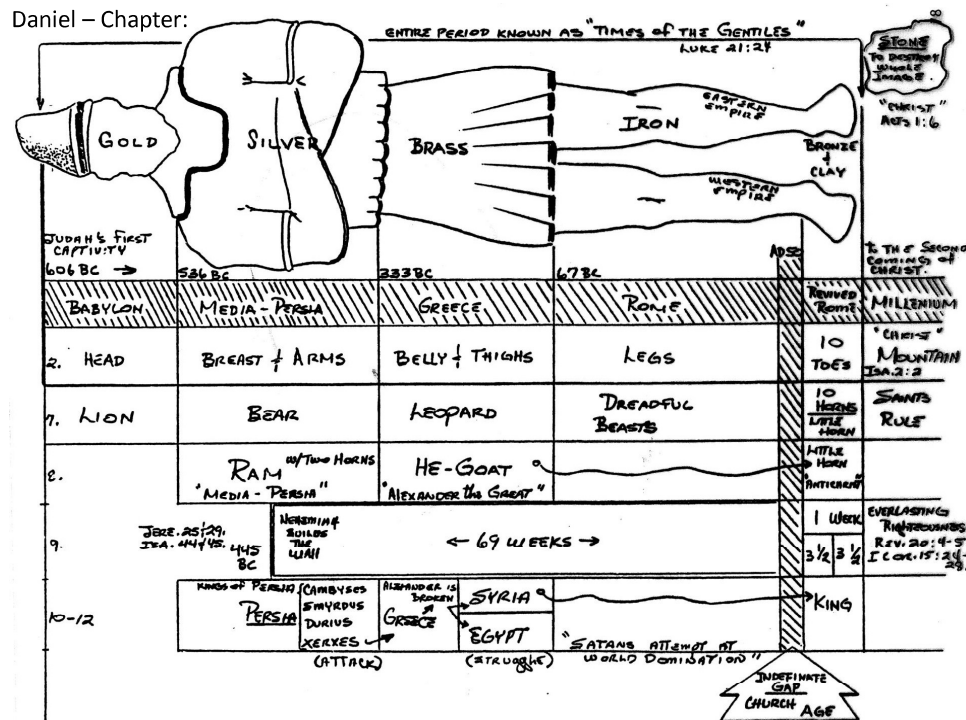 Daniel – Chapter:
ENTIRE PERIOD KNOWN AS "TIMES OF THE GENTILES"
LUKE 21:24
8
STONE
TO DESTROY
WHOLE
IMAGE.
"CHRIST"
ACTS 1:6
GOLD
SILVER
BRASS
IRON
EASTERN
EMPIRE
WESTERN
EMPIRE
BRONZE
&
CLAY
JUDAH'S FIRST
CAPTIVITY
606 BC →
536 BC
333 BC
67 BC
AD 32
to THE SECOND
COMING OF
CHRIST.
BABYLON
MEDIA-PERSIA
GREECE
ROME
REVIVED
ROME
MILLENIUM
2. HEAD
BREAST & ARMS
BELLY & THIGHS
LEGS
10
TOES
"CHRIST"
MOUNTAIN
ISA. 2:2
7. LION
BEAR
LEOPARD
DREADFUL
BEASTS
10
HORNS
LITTLE
HORN
SAINTS
RULE
8.
RAM W/TWO HORNS
"MEDIA-PERSIA"
HE-GOAT
"ALEXANDER the GREAT"
LITTLE
HORN
"ANTICHRIST"
9.
JERE. 25:29.
ISA. 44:45.
445
BC
NEHEMIAH
BUILDS
THE
WALL
← 69 WEEKS →
1 WEEK
3 1/2
3 1/2
EVERLASTING
RIGHTEOUSNESS
REV. 20:4-5
I COR. 15:24-
28.
10-12
KINGS OF PERSIA
PERSIA
CAMBYSES
SMYRDUS
DURIUS
XERXES
(ATTACK)
ALEXANDER IS
BROKEN
GREECE
SYRIA
EGYPT
(STRUGGLE)
KING
"SATANS ATTEMPT AT
WORLD DOMINATION"
INDEFINATE
GAP
CHURCH AGE